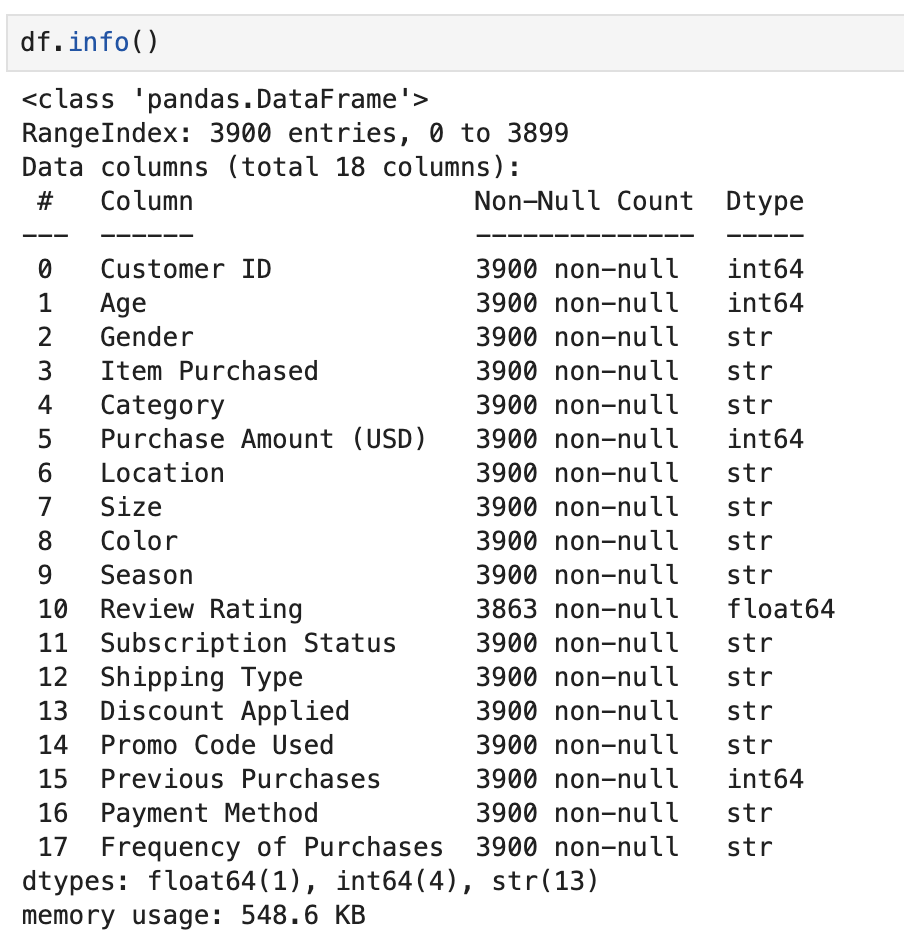 df.info()
<class 'pandas.DataFrame'>
RangeIndex: 3900 entries, 0 to 3899
Data columns (total 18 columns):
 #   Column                  Non-Null Count  Dtype
---  ------                  --------------  -----
 0   Customer ID             3900 non-null   int64
 1   Age                     3900 non-null   int64
 2   Gender                  3900 non-null   str
 3   Item Purchased          3900 non-null   str
 4   Category                3900 non-null   str
 5   Purchase Amount (USD)   3900 non-null   int64
 6   Location                3900 non-null   str
 7   Size                    3900 non-null   str
 8   Color                   3900 non-null   str
 9   Season                  3900 non-null   str
 10  Review Rating           3863 non-null   float64
 11  Subscription Status     3900 non-null   str
 12  Shipping Type           3900 non-null   str
 13  Discount Applied        3900 non-null   str
 14  Promo Code Used         3900 non-null   str
 15  Previous Purchases      3900 non-null   int64
 16  Payment Method          3900 non-null   str
 17  Frequency of Purchases  3900 non-null   str
dtypes: float64(1), int64(4), str(13)
memory usage: 548.6 KB